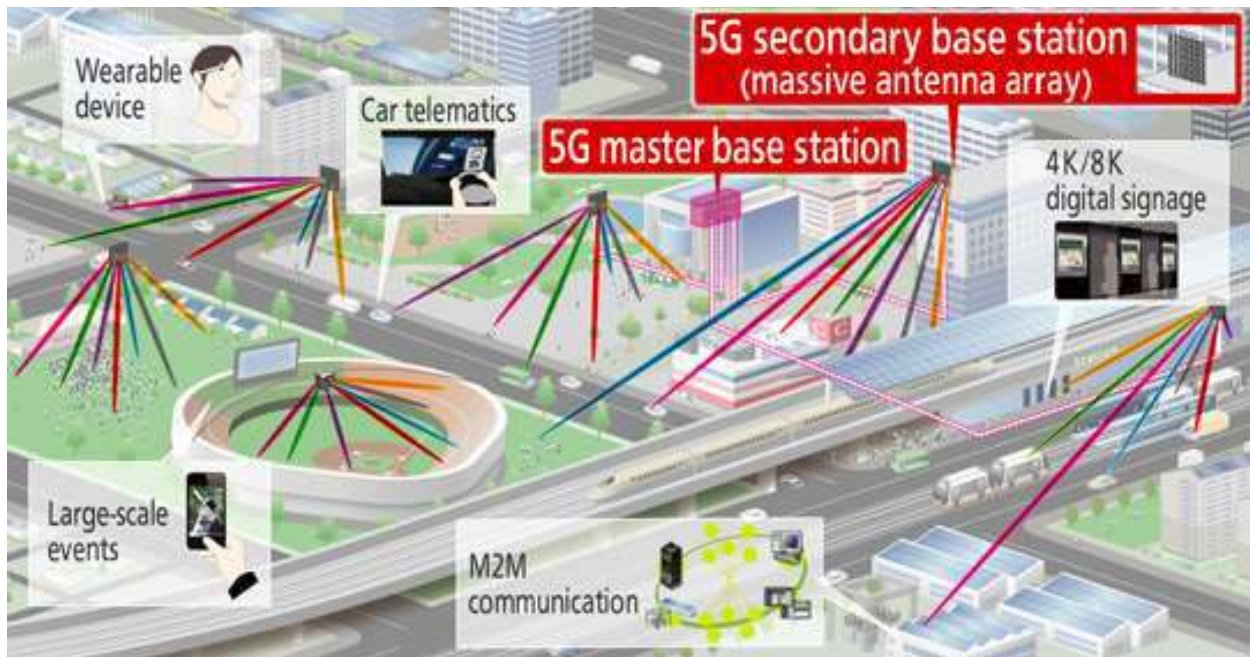 Wearable
device
Car telematics
5G secondary base station
(massive antenna array)
5G master base station
4K/8K
digital signage
Large-scale
events
M2M
communication